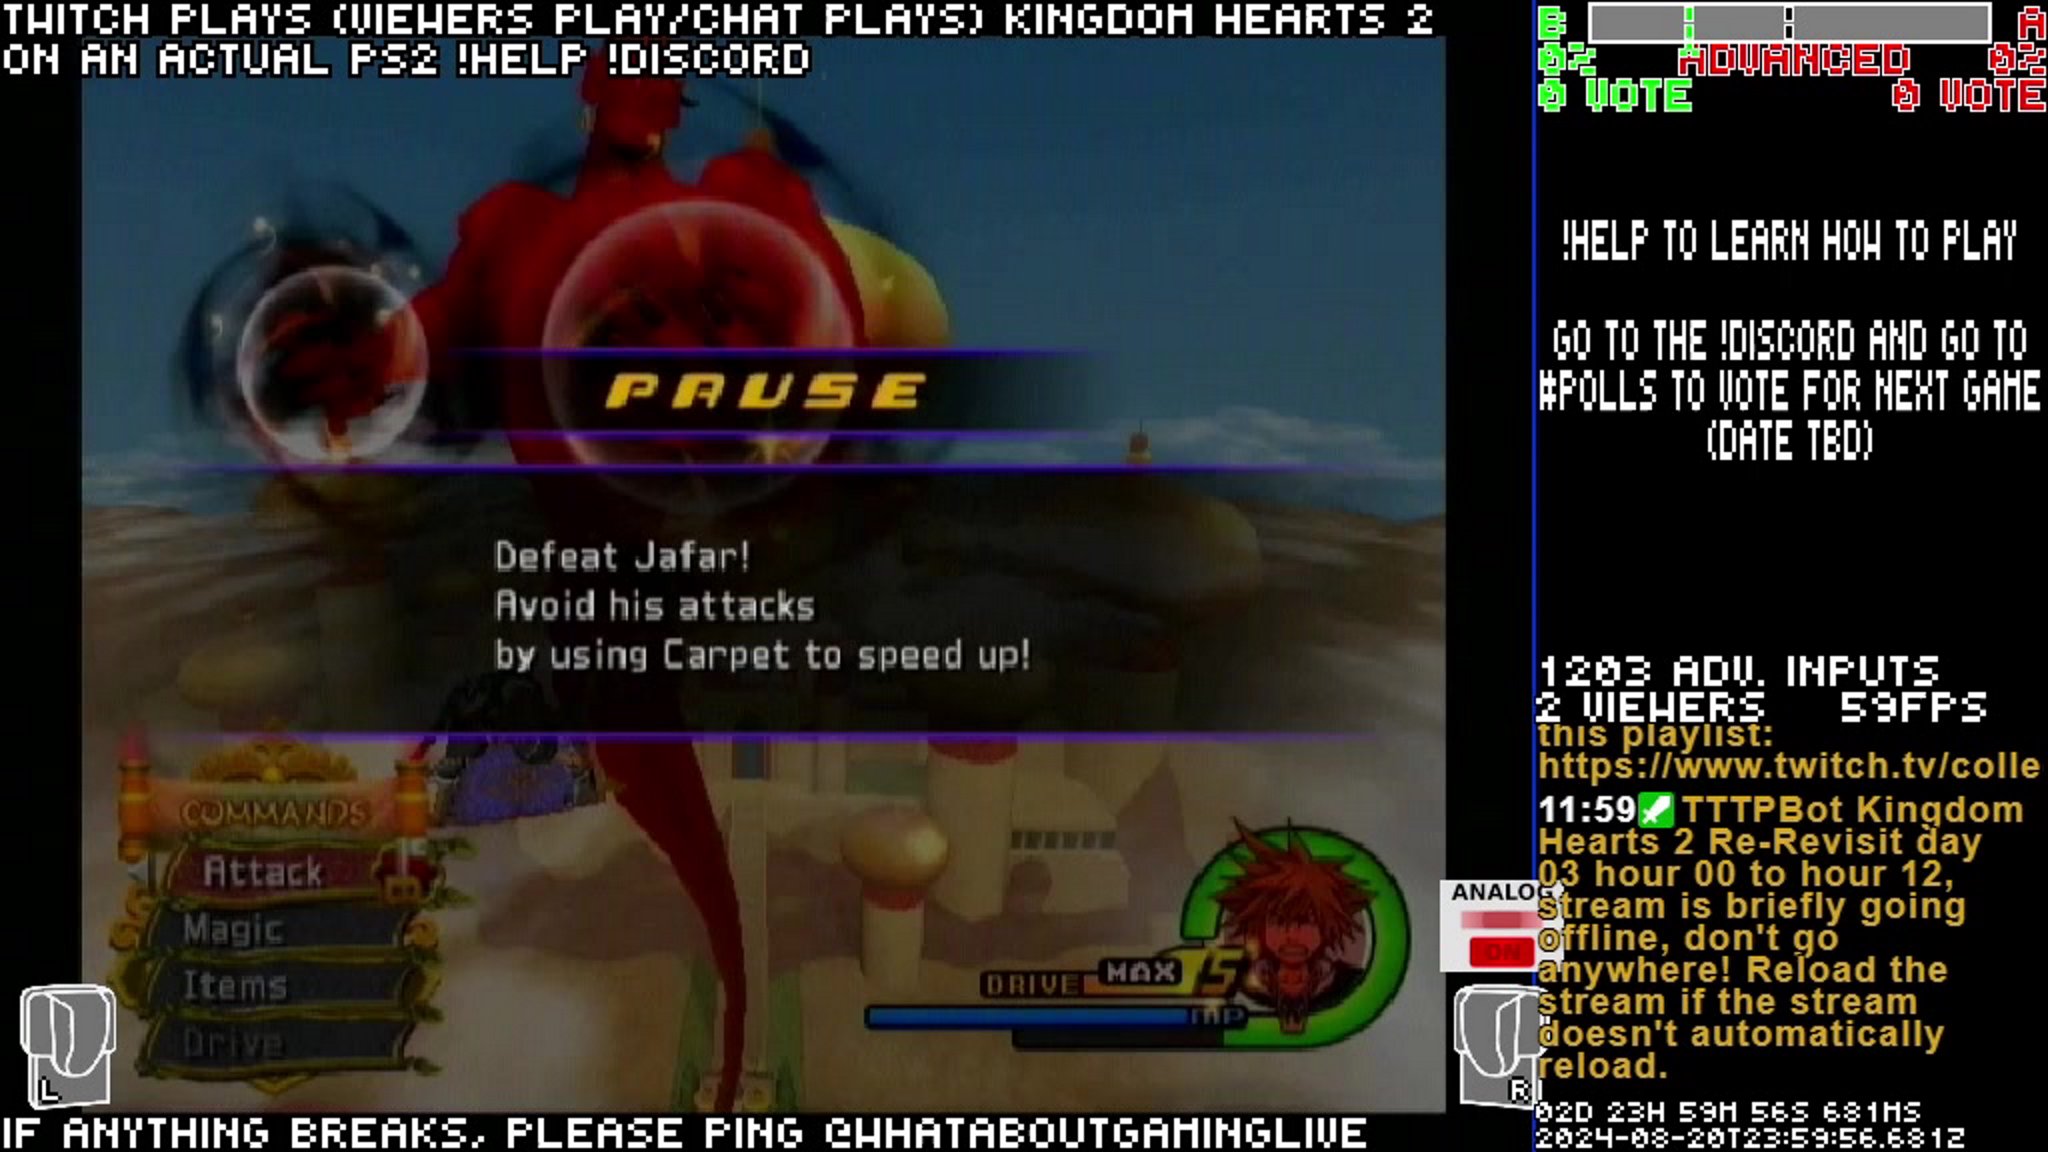 TWITCH PLAYS (VIEWERS PLAY/CHAT PLAYS) KINGDOM HEARTS 2
ON AN ACTUAL PS2 !HELP !DISCORD
B
A
0%
ADVANCED
0%
0 VOTE
0 VOTE
!HELP TO LEARN HOW TO PLAY
GO TO THE !DISCORD AND GO TO
#POLLS TO VOTE FOR NEXT GAME
(DATE TBD)
PAUSE
Defeat Jafar!
Avoid his attacks
by using Carpet to speed up!
COMMANDS
Attack
Magic
Items
Drive
DRIVE MAX 5
MP
L
ANALOG
ON
R
1203 ADV. INPUTS
2 VIEWERS 59FPS
this playlist:
https://www.twitch.tv/colle
11:59 TTTPBot Kingdom
Hearts 2 Re-Revisit day
03 hour 00 to hour 12,
stream is briefly going
offline, don't go
anywhere! Reload the
stream if the stream
doesn't automatically
reload.
02D 23H 59M 56S 681MS
2024-08-20T23:59:56.681Z
IF ANYTHING BREAKS, PLEASE PING @WHATABOUTGAMINGLIVE